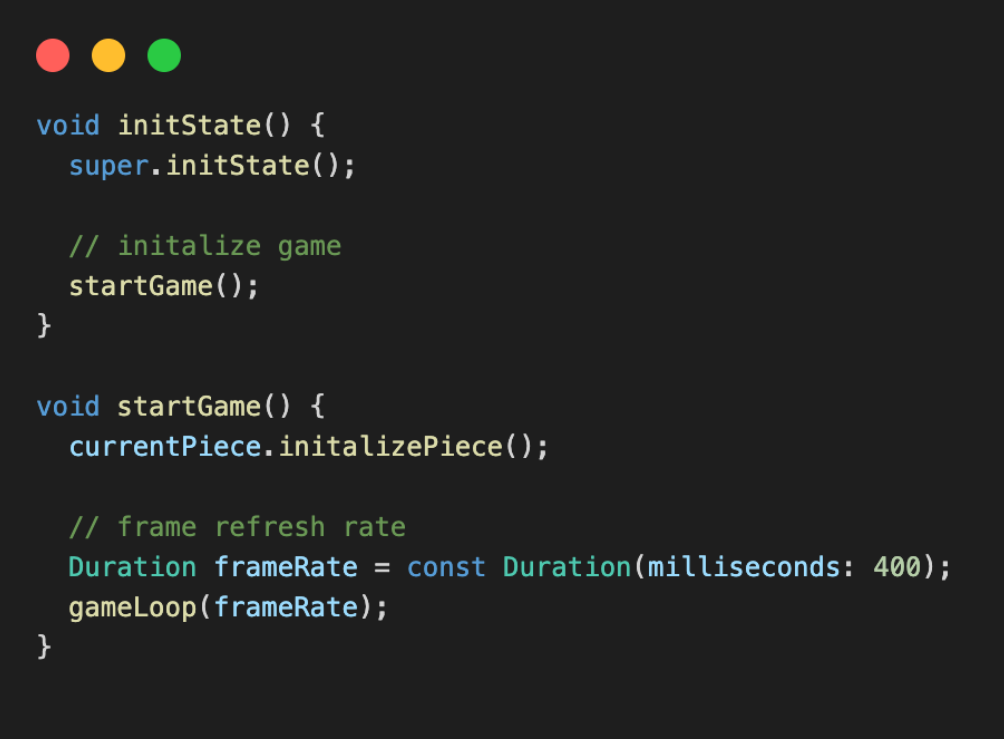 void initState() {
  super.initState();

  // initalize game
  startGame();
}

void startGame() {
  currentPiece.initalizePiece();

  // frame refresh rate
  Duration frameRate = const Duration(milliseconds: 400);
  gameLoop(frameRate);
}